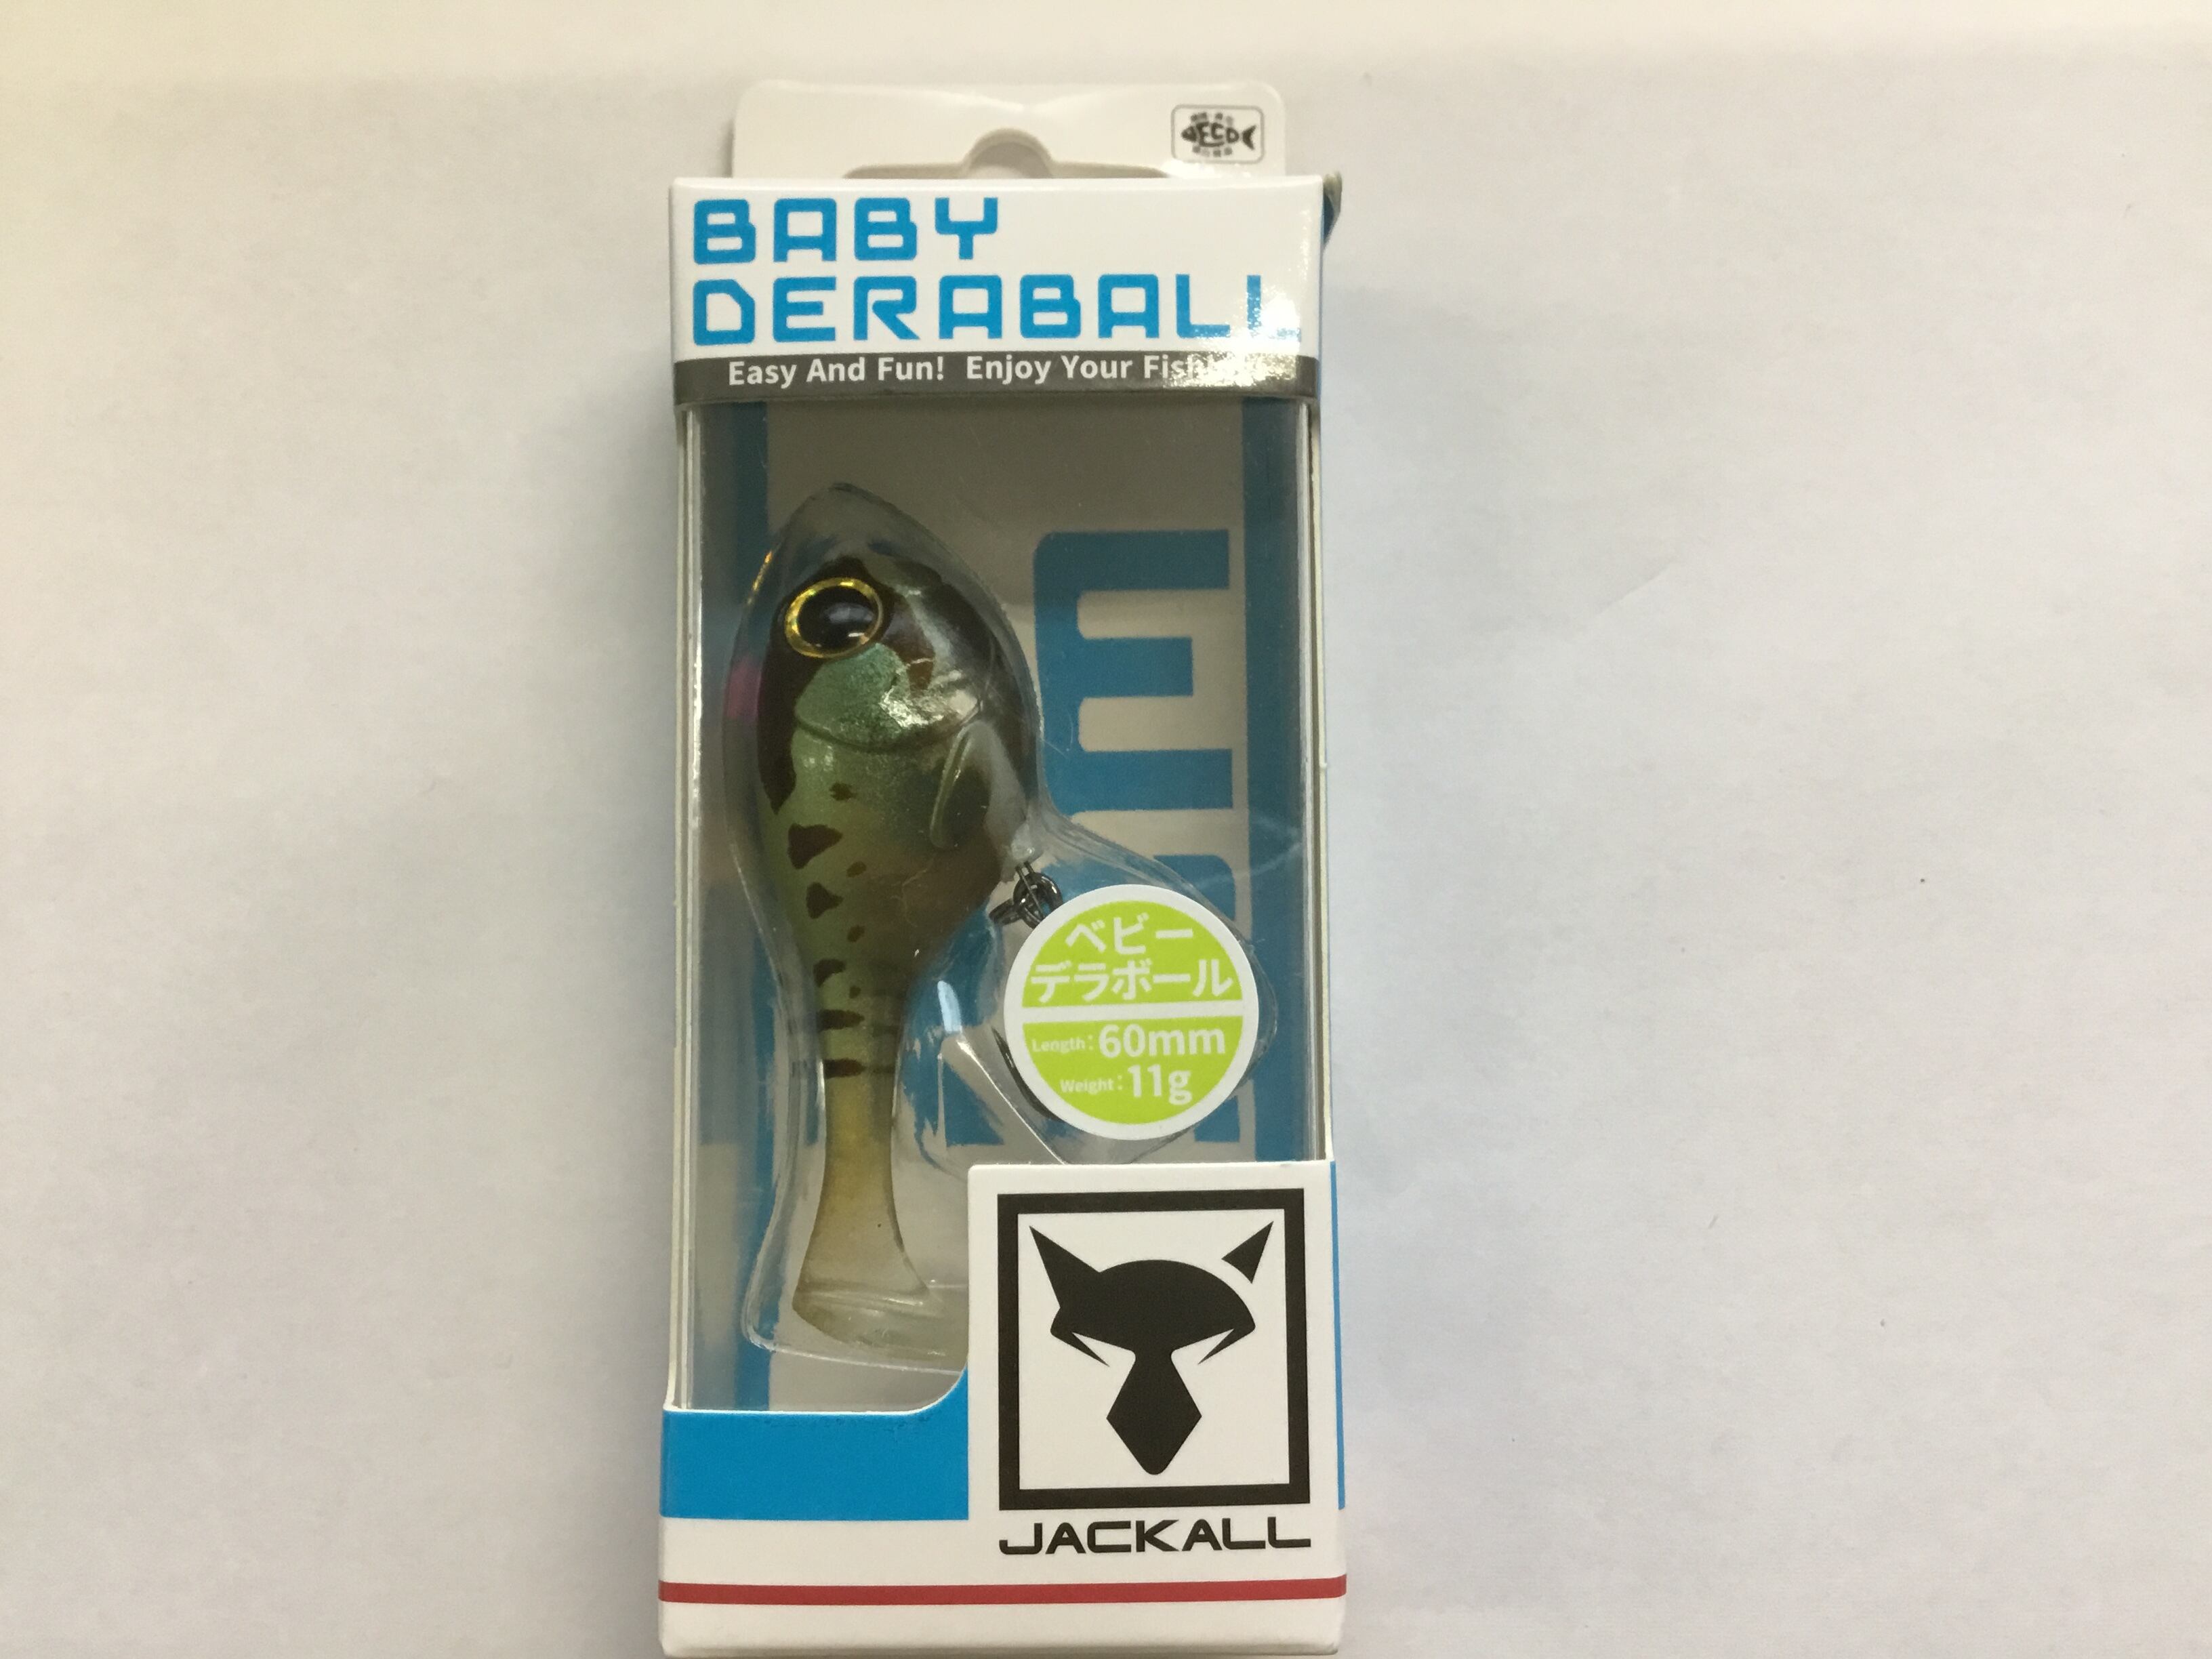 ECO
BABY
DERABALL
Easy And Fun! Enjoy Your
ベビー
デラボール
Length: 60mm
Weight: 11g
JACKALL